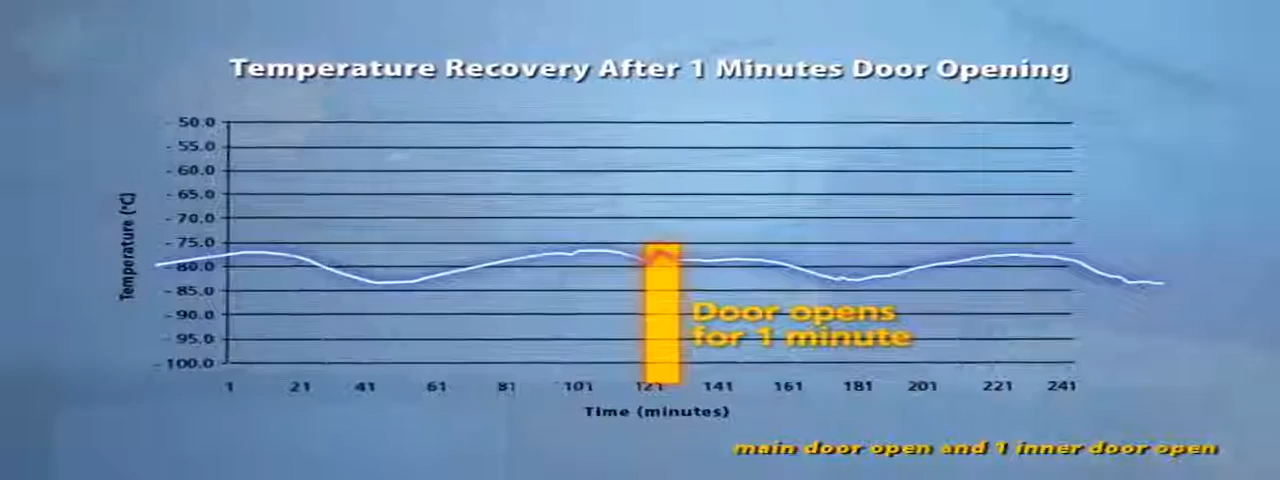 Temperature Recovery After 1 Minutes Door Opening
- 50.0
- 55.0
- 60.0
- 65.0
- 70.0
- 75.0
- 80.0
- 85.0
- 90.0
- 95.0
- 100.0
Temperature (°C)
1 21 41 61 81 101 121 141 161 181 201 221 241
Time (minutes)
Door opens
for 1 minute
main door open and 1 inner door open